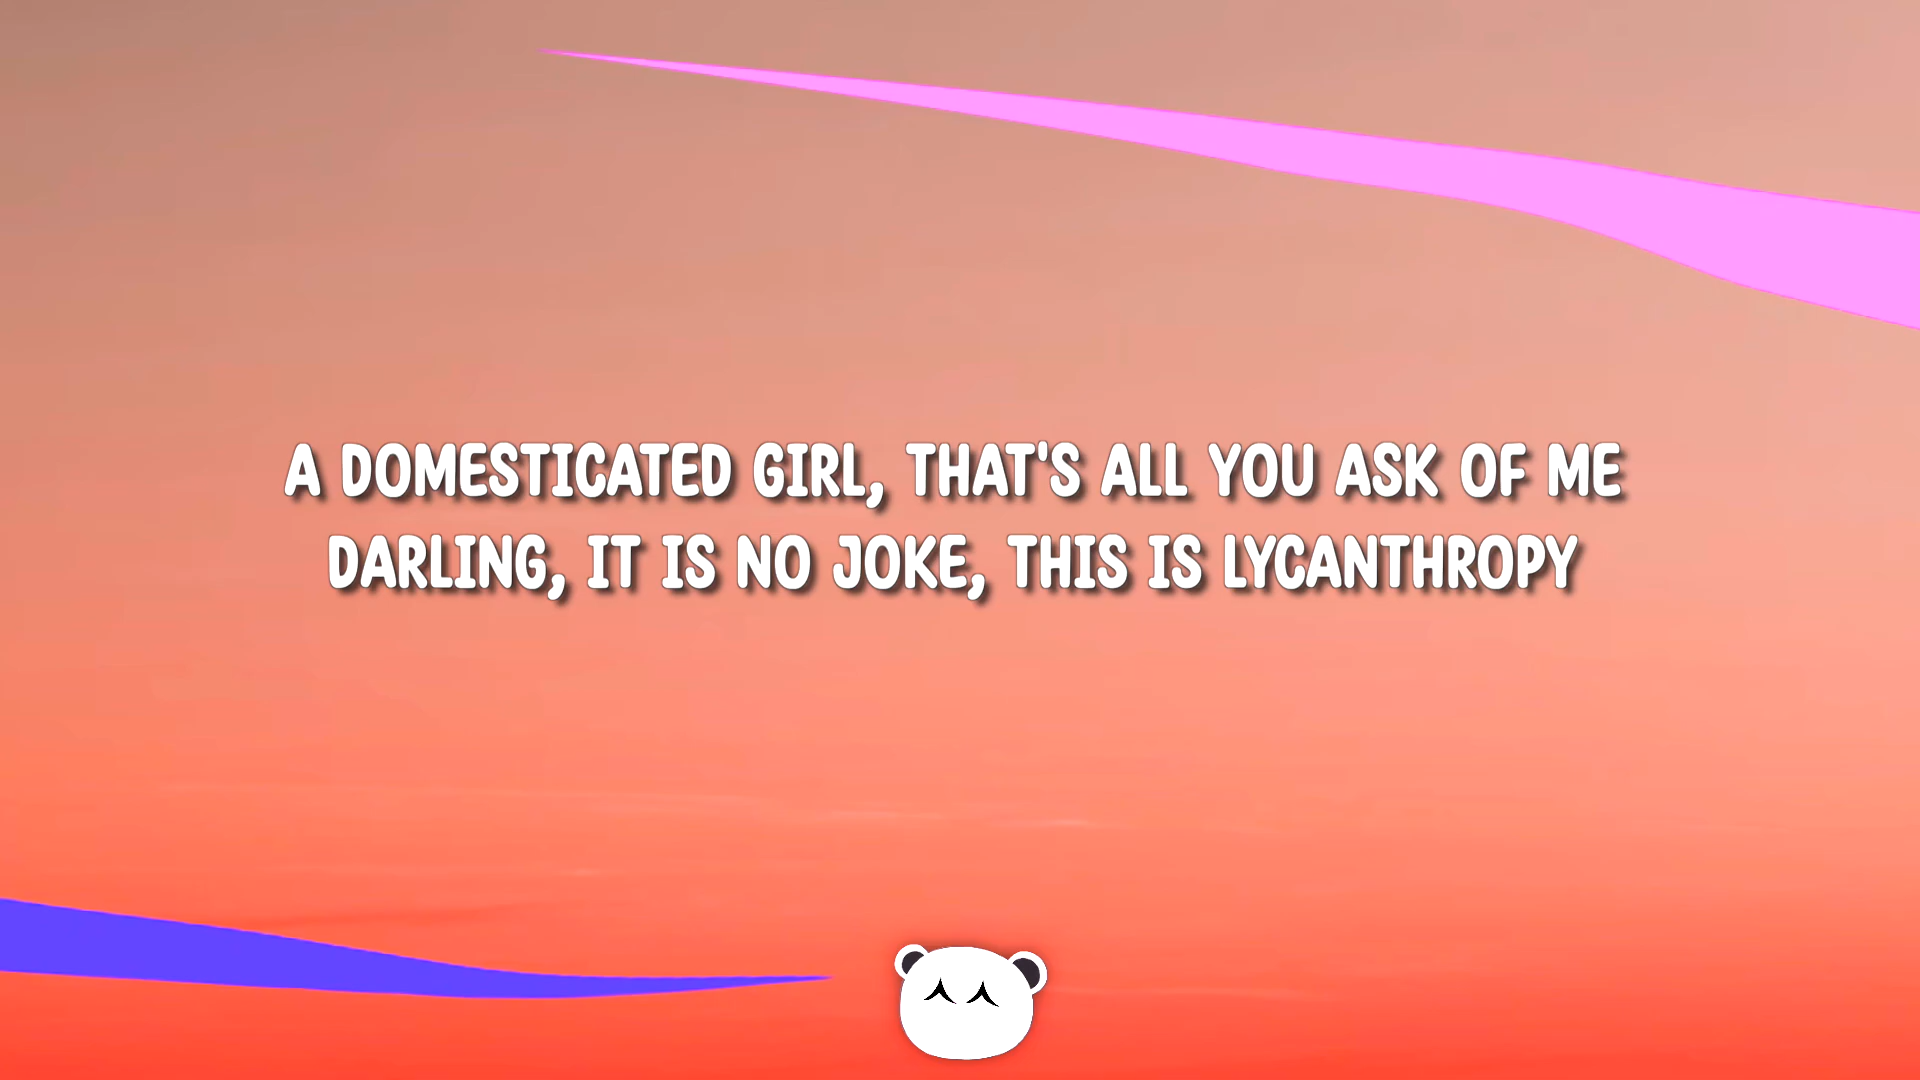 A DOMESTICATED GIRL, THAT'S ALL YOU ASK OF ME
DARLING, IT IS NO JOKE, THIS IS LYCANTHROPY